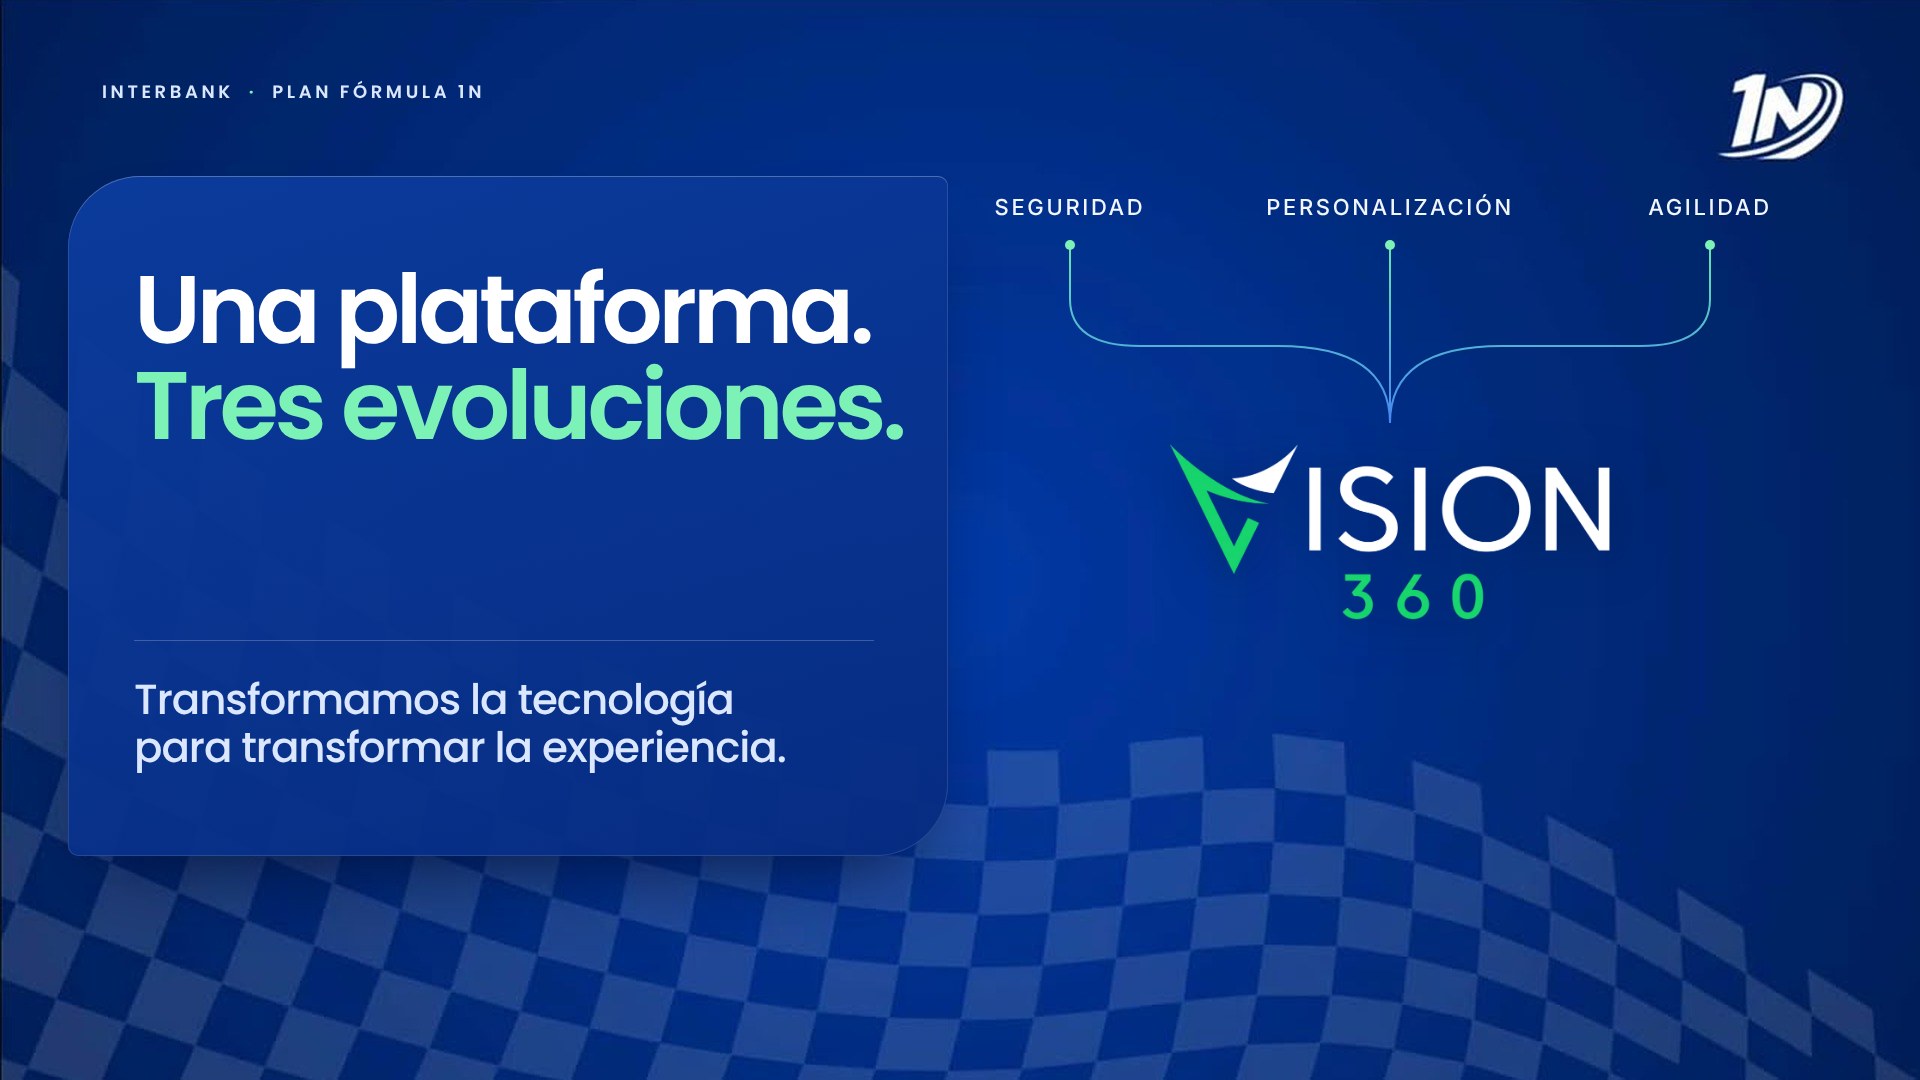 INTERBANK · PLAN FÓRMULA 1N
1N
Una plataforma.
Tres evoluciones.
Transformamos la tecnología
para transformar la experiencia.
SEGURIDAD
PERSONALIZACIÓN
AGILIDAD
VISION
360